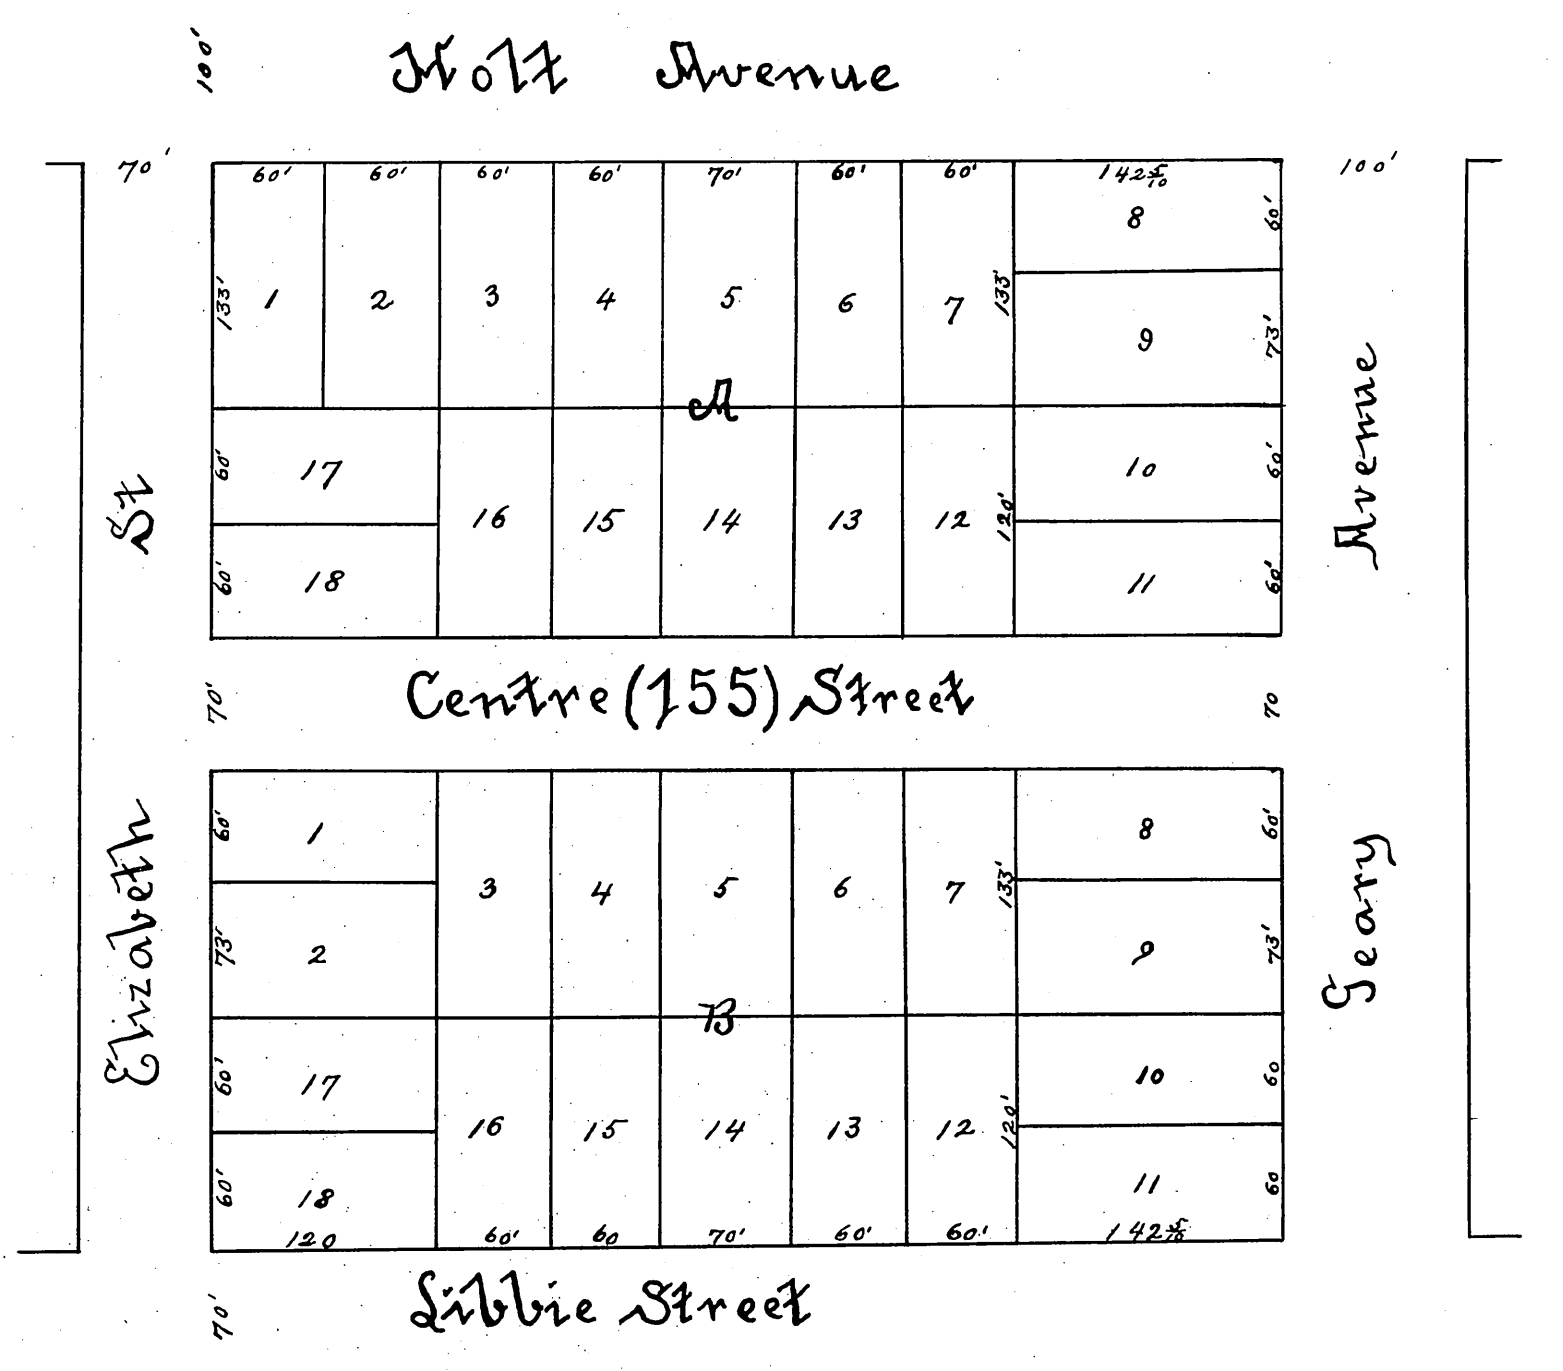 100'
Holt Avenue
70'
60' 60' 60' 60' 70' 60' 60' 142 5/10
100'
8 60'
133' 1 2 3 4 5 6 7 133'
9 73'
A
17 60'
10 60'
16 15 14 13 12 120'
18 60'
11 60'
Elizabeth St
Geary Avenue
70' Centre (155) Street 70
1 60'
8 60'
3 4 5 6 7 133'
2 73'
9 73'
B
17 60'
10 60
16 15 14 13 12 120'
18 60'
11 60
120 60' 60 70' 60' 60' 142 5/10
70' Libbie Street